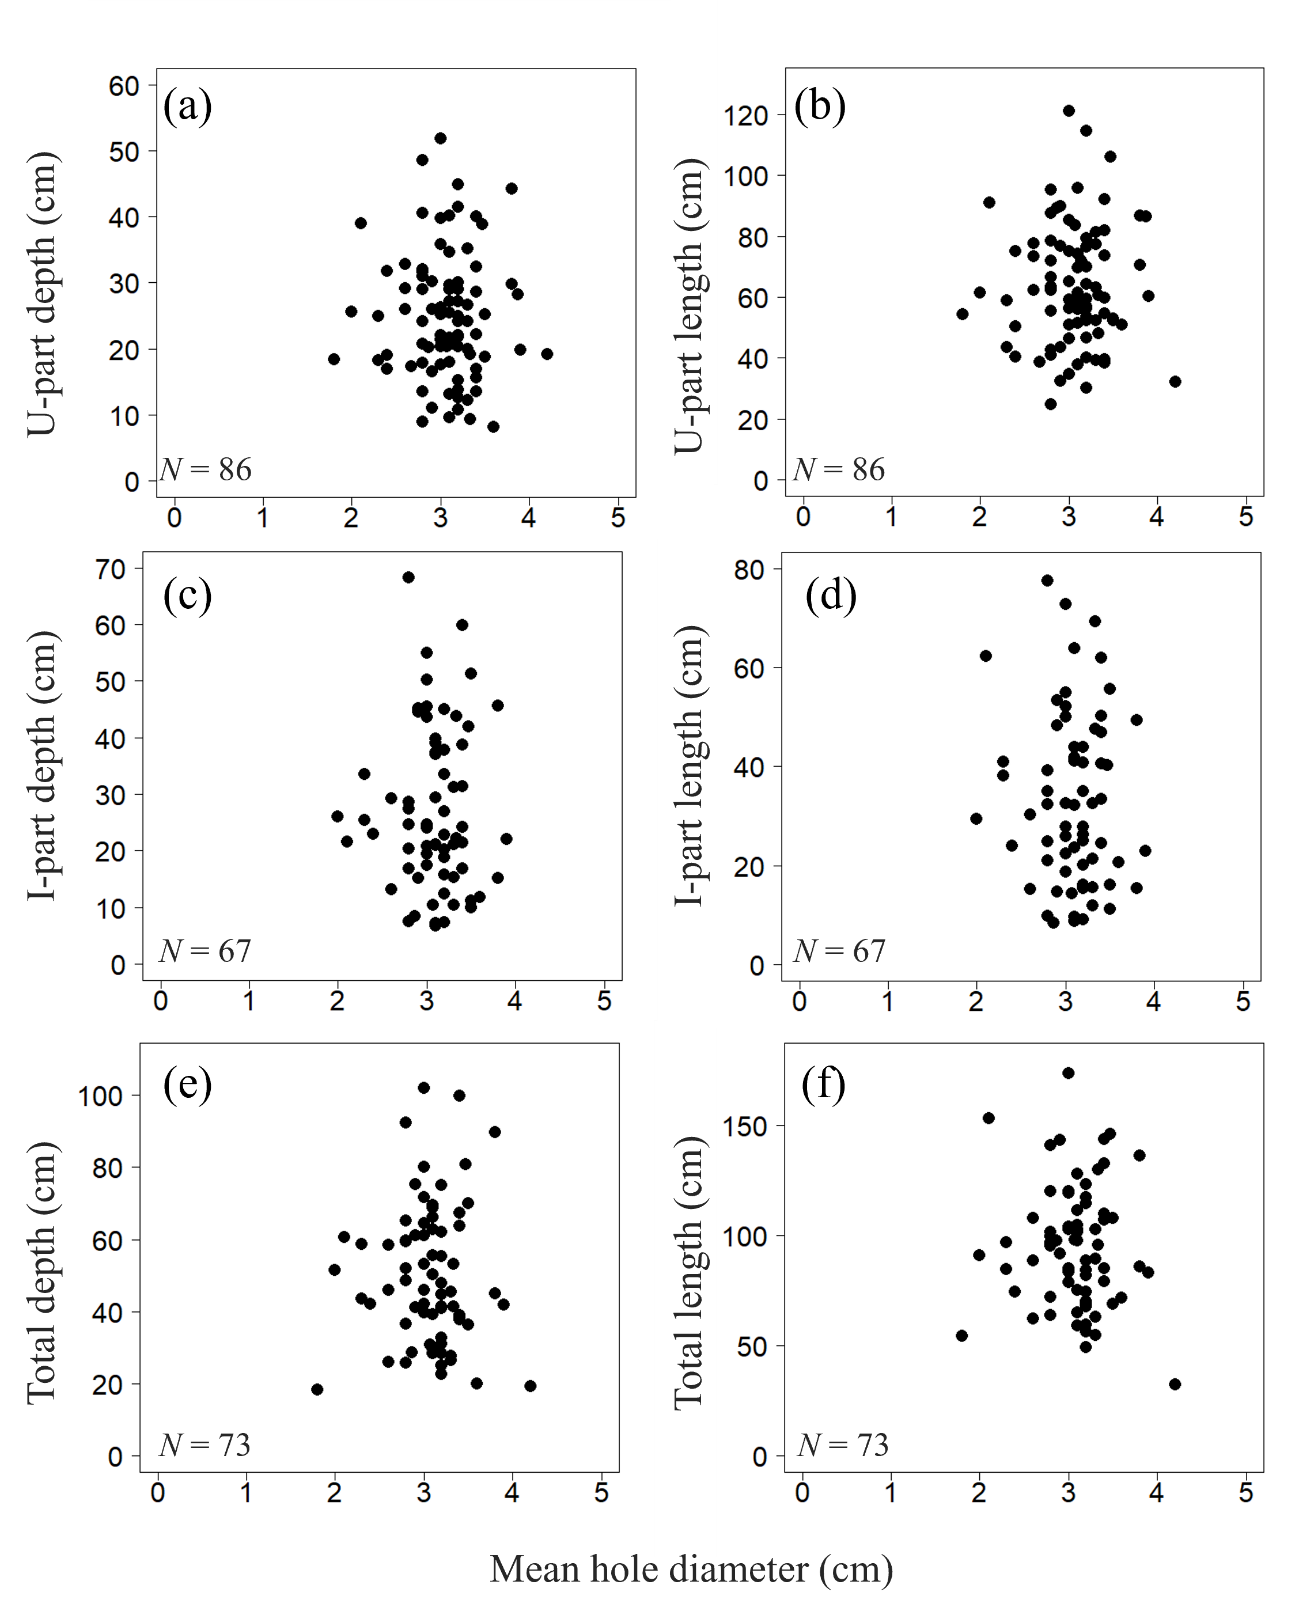 (a)
U-part depth (cm)
60
50
40
30
20
10
0
N = 86
0 1 2 3 4 5
(b)
U-part length (cm)
120
100
80
60
40
20
0
N = 86
0 1 2 3 4 5
(c)
I-part depth (cm)
70
60
50
40
30
20
10
0
N = 67
0 1 2 3 4 5
(d)
I-part length (cm)
80
60
40
20
0
N = 67
0 1 2 3 4 5
(e)
Total depth (cm)
100
80
60
40
20
0
N = 73
0 1 2 3 4 5
(f)
Total length (cm)
150
100
50
0
N = 73
0 1 2 3 4 5
Mean hole diameter (cm)